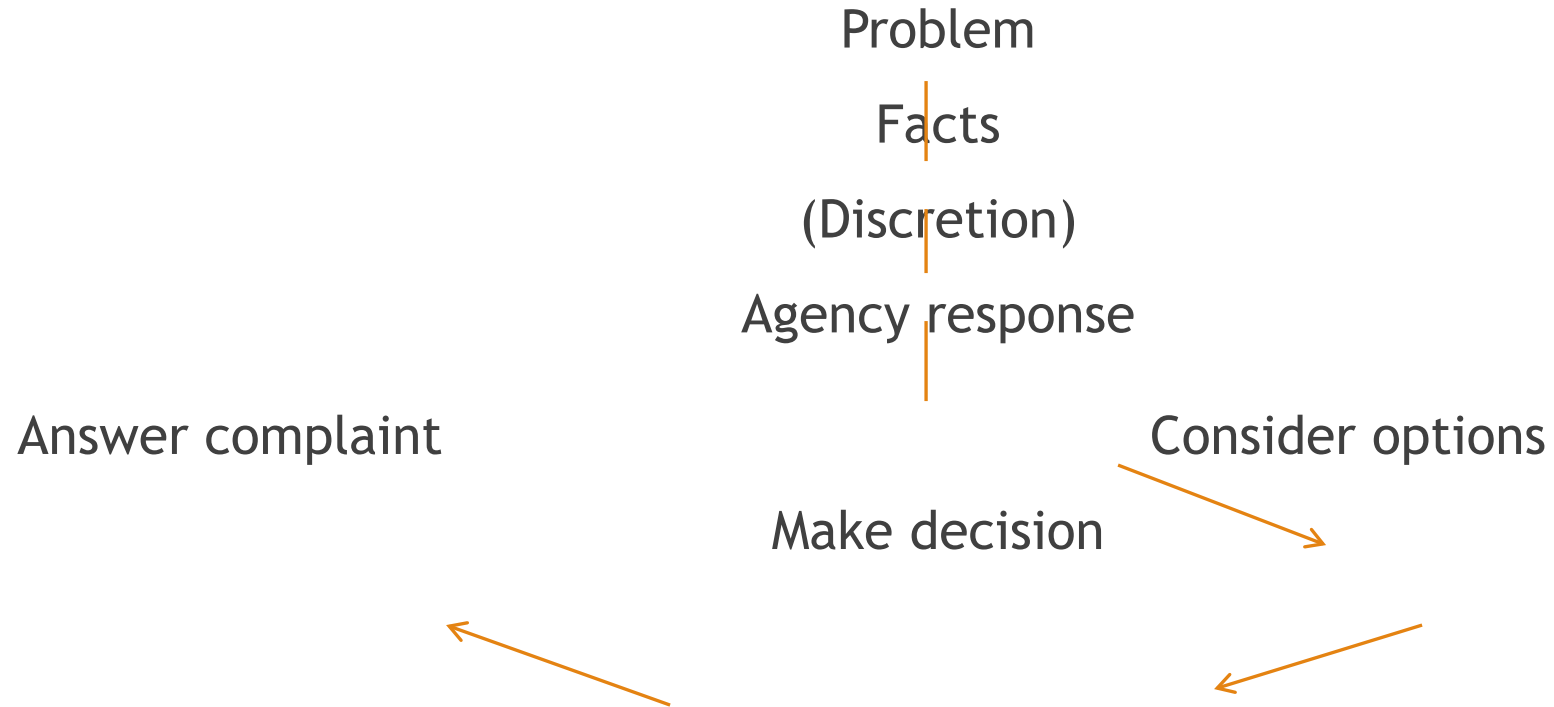 Problem
Facts
(Discretion)
Agency response
Answer complaint Consider options
Make decision